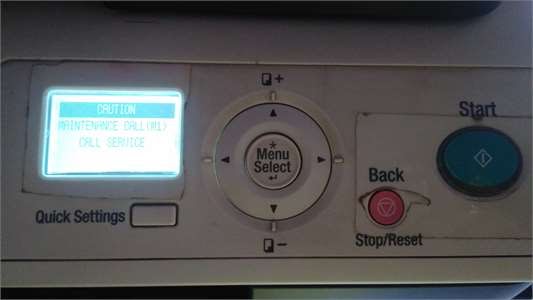 CAUTION
MAINTENANCE CALL(M1)
CALL SERVICE
Quick Settings
+
*
Menu
Select
-
Back
Stop/Reset
Start